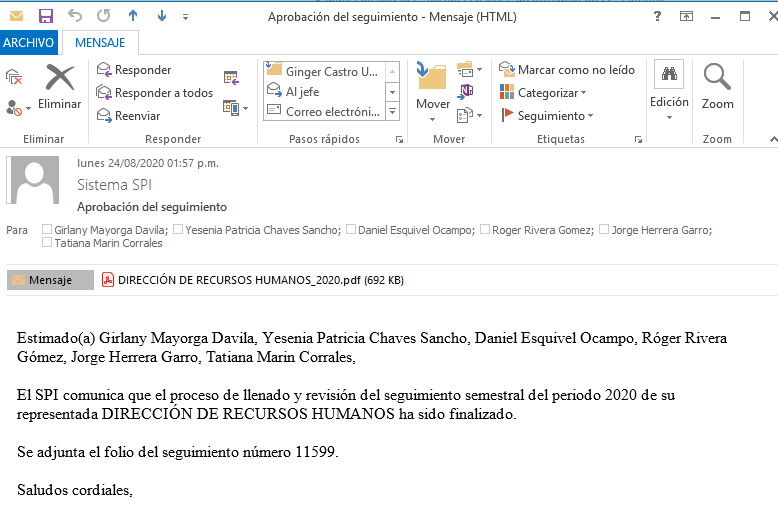 Aprobación del seguimiento - Mensaje (HTML)
ARCHIVO MENSAJE
Eliminar
Responder
Responder a todos
Reenviar
Ginger Castro U...
Al jefe
Correo electróni...
Mover
Marcar como no leído
Categorizar
Seguimiento
Edición
Zoom
Eliminar Responder Pasos rápidos Mover Etiquetas Zoom
lunes 24/08/2020 01:57 p.m.
Sistema SPI
Aprobación del seguimiento
Para Girlany Mayorga Davila; Yesenia Patricia Chaves Sancho; Daniel Esquivel Ocampo; Roger Rivera Gomez; Jorge Herrera Garro;
Tatiana Marin Corrales
Mensaje DIRECCIÓN DE RECURSOS HUMANOS_2020.pdf (692 KB)
Estimado(a) Girlany Mayorga Davila, Yesenia Patricia Chaves Sancho, Daniel Esquivel Ocampo, Róger Rivera
Gómez, Jorge Herrera Garro, Tatiana Marin Corrales,
El SPI comunica que el proceso de llenado y revisión del seguimiento semestral del periodo 2020 de su
representada DIRECCIÓN DE RECURSOS HUMANOS ha sido finalizado.
Se adjunta el folio del seguimiento número 11599.
Saludos cordiales,